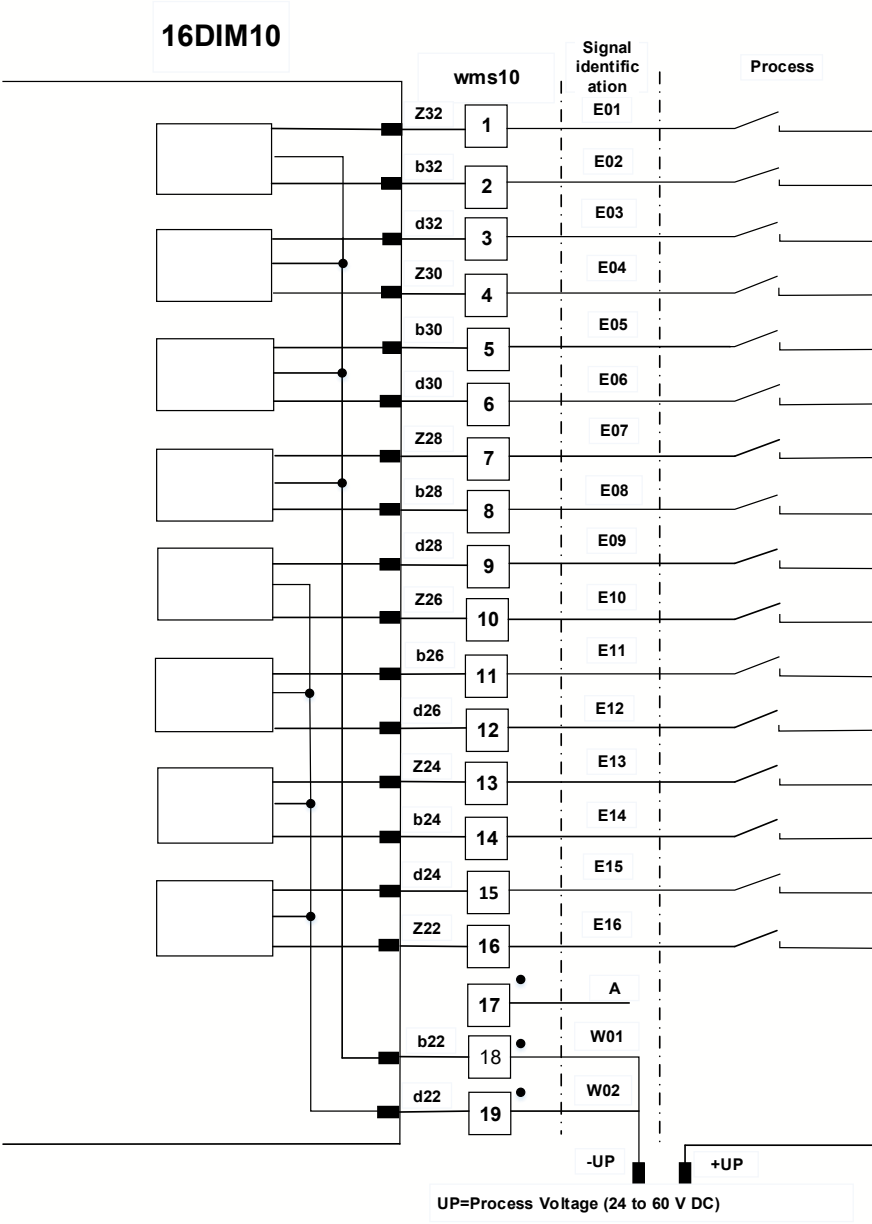 16DIM10
wms10
Signal
identific
ation
Process
Z32 1 E01
b32 2 E02
d32 3 E03
Z30 4 E04
b30 5 E05
d30 6 E06
Z28 7 E07
b28 8 E08
d28 9 E09
Z26 10 E10
b26 11 E11
d26 12 E12
Z24 13 E13
b24 14 E14
d24 15 E15
Z22 16 E16
17 A
b22 18 W01
d22 19 W02
-UP +UP
UP=Process Voltage (24 to 60 V DC)